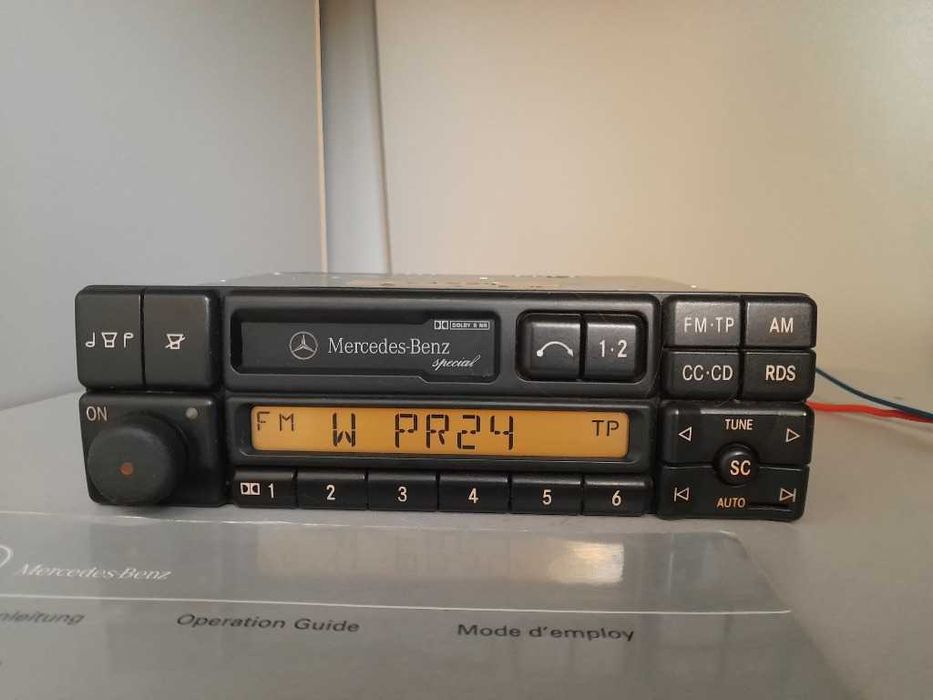 DOLBY B NR
Mercedes-Benz
special
1·2
FM·TP
AM
CC·CD
RDS
ON
FM W PR24 TP
1 2 3 4 5 6
TUNE
SC
AUTO
Mercedes-Benz
Operation Guide
Mode d'employ